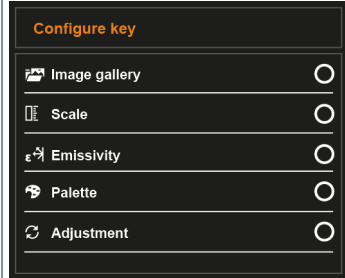 Configure key
Image gallery
Scale
ε Emissivity
Palette
Adjustment